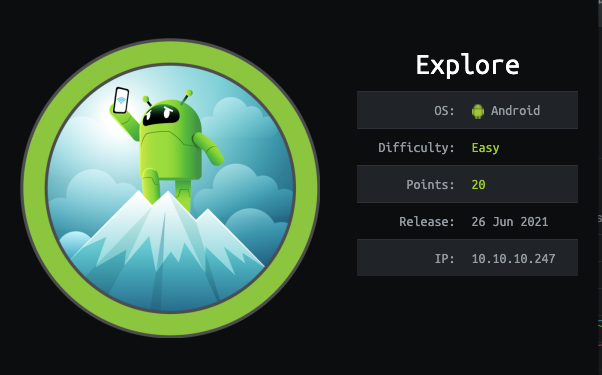 Explore
OS: Android
Difficulty: Easy
Points: 20
Release: 26 Jun 2021
IP: 10.10.10.247